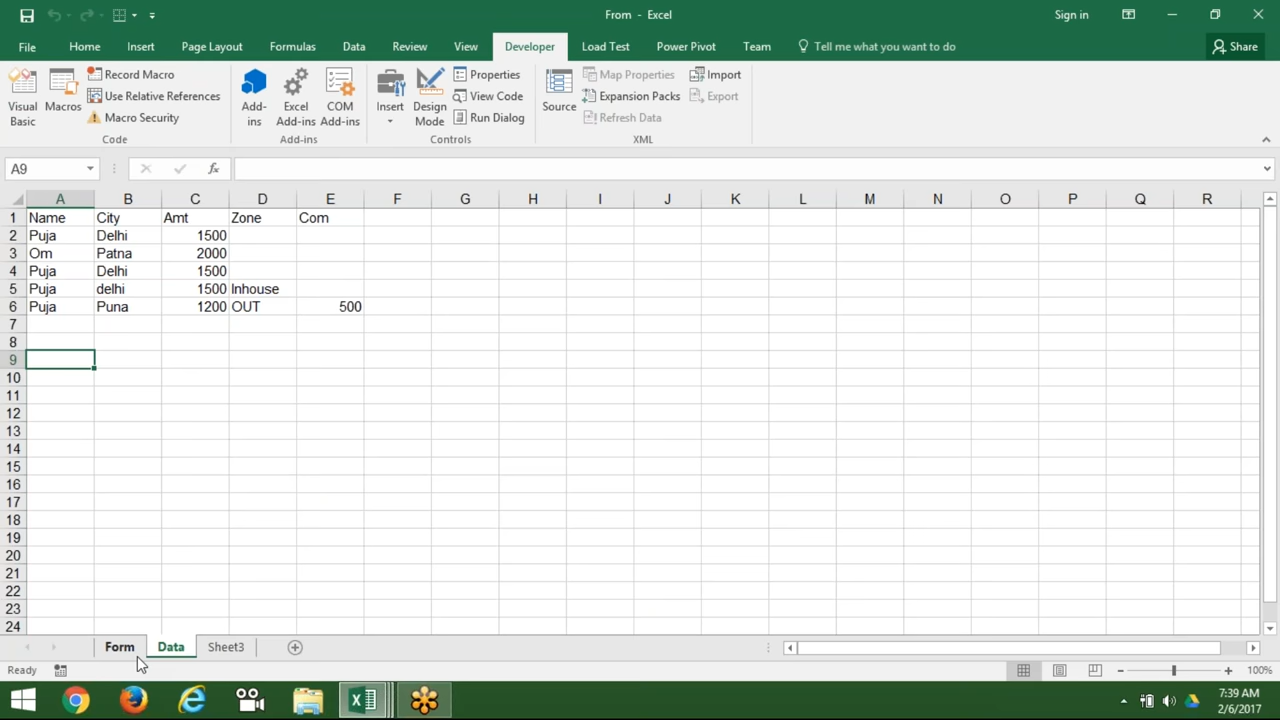 From - Excel
Sign in
File Home Insert Page Layout Formulas Data Review View Developer Load Test Power Pivot Team Tell me what you want to do Share
Visual Basic
Macros
Record Macro
Use Relative References
Macro Security
Code
Add-ins
Excel Add-ins
COM Add-ins
Add-ins
Insert
Design Mode
Properties
View Code
Run Dialog
Controls
Source
Map Properties
Expansion Packs
Refresh Data
Import
Export
XML
A9
fx
A B C D E F G H I J K L M N O P Q R
1 Name City Amt Zone Com
2 Puja Delhi 1500
3 Om Patna 2000
4 Puja Delhi 1500
5 Puja delhi 1500 Inhouse
6 Puja Puna 1200 OUT 500
7
8
9
10
11
12
13
14
15
16
17
18
19
20
21
22
23
24
Form Data Sheet3
Ready
100%
7:39 AM
2/6/2017